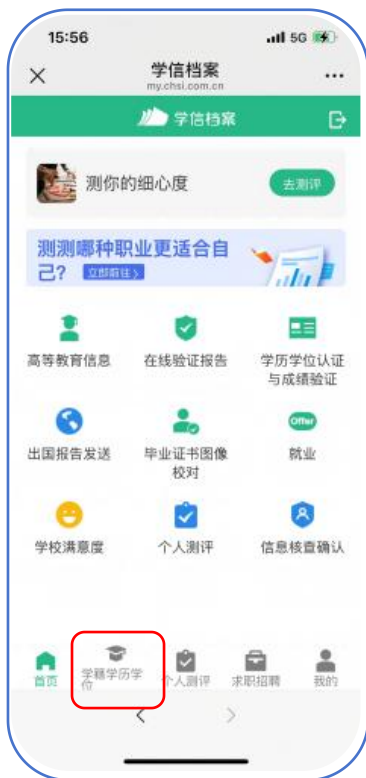 15:56
5G
学信档案
my.chsi.com.cn
学信档案
测你的细心度
去测评
测测哪种职业更适合自
己?
立即前往>
高等教育信息
在线验证报告
学历学位认证
与成绩验证
出国报告发送
毕业证书图像
校对
Offer
就业
学校满意度
个人测评
信息核查确认
首页
学籍学历学
位
个人测评
求职招聘
我的